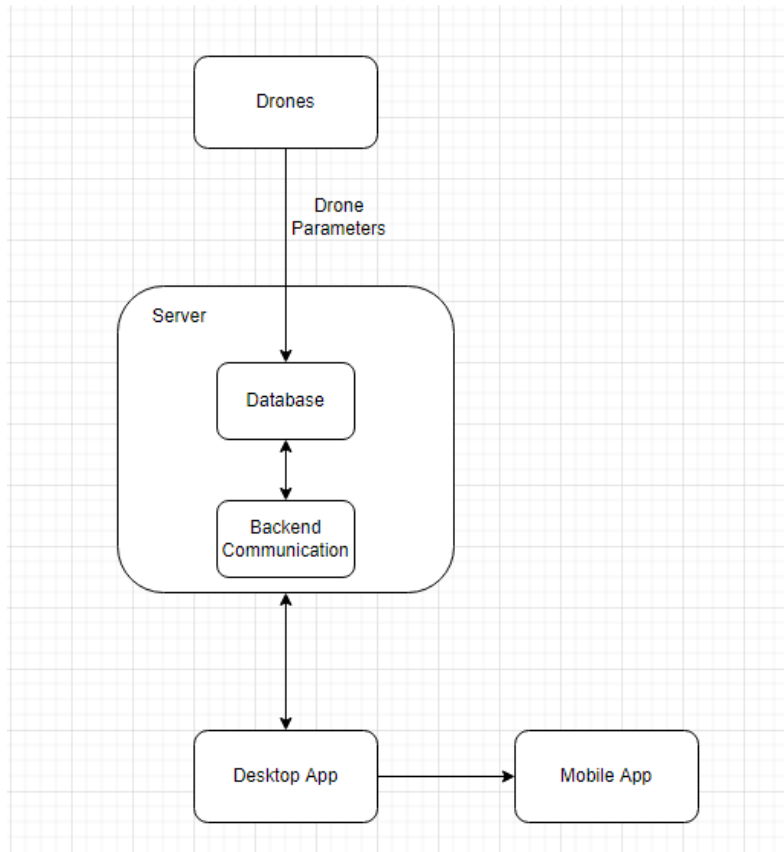 Drones
Drone
Parameters
Server
Database
Backend
Communication
Desktop App
Mobile App